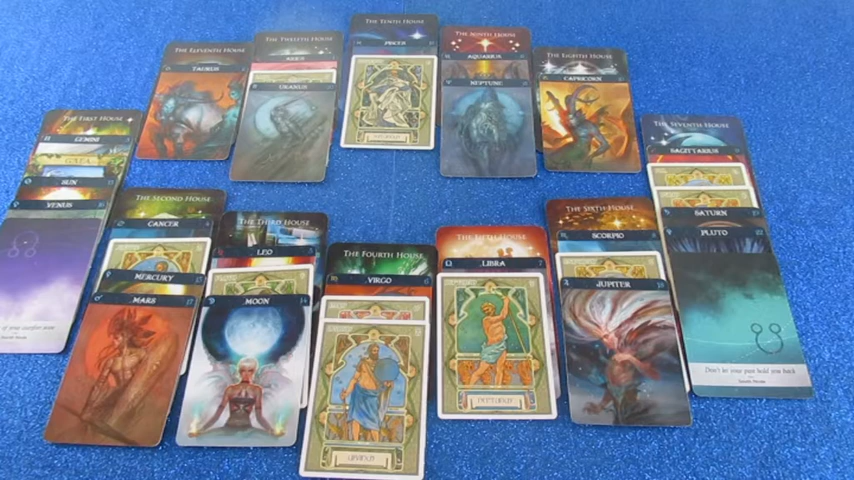 THE ELEVENTH HOUSE
TAURUS
THE TWELFTH HOUSE
ARIES
URANUS
THE TENTH HOUSE
PISCES
THE NINTH HOUSE
AQUARIUS
NEPTUNE
THE EIGHTH HOUSE
CAPRICORN
THE FIRST HOUSE
GEMINI
GAEA
SUN
VENUS
THE SEVENTH HOUSE
SAGITTARIUS
SATURN
PLUTO
Don't let your past hold you back
THE SECOND HOUSE
CANCER
MERCURY
MARS
THE THIRD HOUSE
LEO
MOON
THE FOURTH HOUSE
VIRGO
URANUS
THE FIFTH HOUSE
LIBRA
NEPTUNUS
THE SIXTH HOUSE
SCORPIO
JUPITER